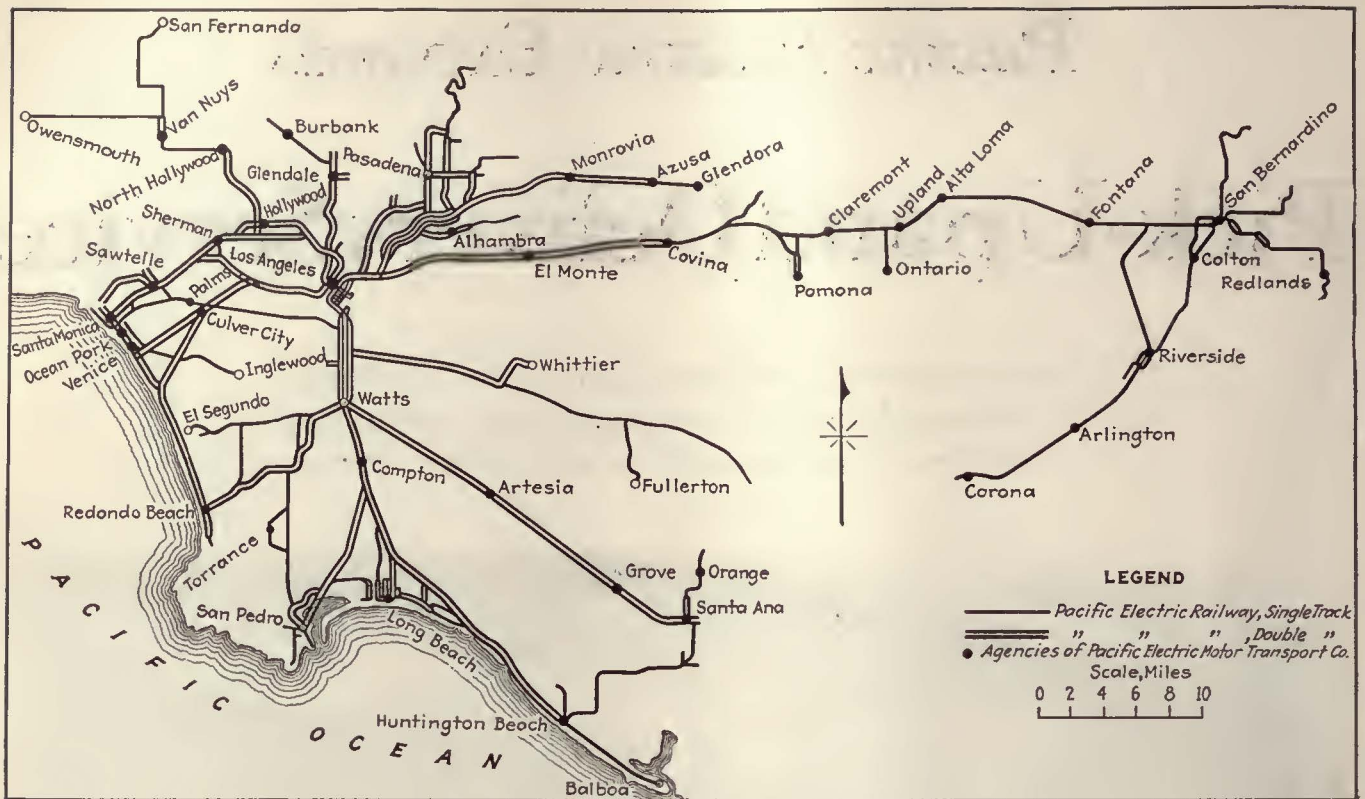 San Fernando
Owensmouth
Van Nuys
Burbank
North Hollywood
Glendale
Pasadena
Monrovia
Azusa
Glendora
Hollywood
Sherman
Alhambra
Sawtelle
Los Angeles
El Monte
Covina
Claremont
Upland
Alta Loma
Fontana
San Bernardino
Pomona
Ontario
Colton
Redlands
Palms
Santa Monica
Ocean Park
Venice
Culver City
Inglewood
Whittier
Riverside
El Segundo
Watts
Arlington
Compton
Artesia
Fullerton
Corona
Redondo Beach
Torrance
Grove
Orange
San Pedro
Long Beach
Santa Ana
Huntington Beach
Balboa
PACIFIC OCEAN
LEGEND
Pacific Electric Railway, Single Track
" " " , Double "
Agencies of Pacific Electric Motor Transport Co.
Scale, Miles
0 2 4 6 8 10